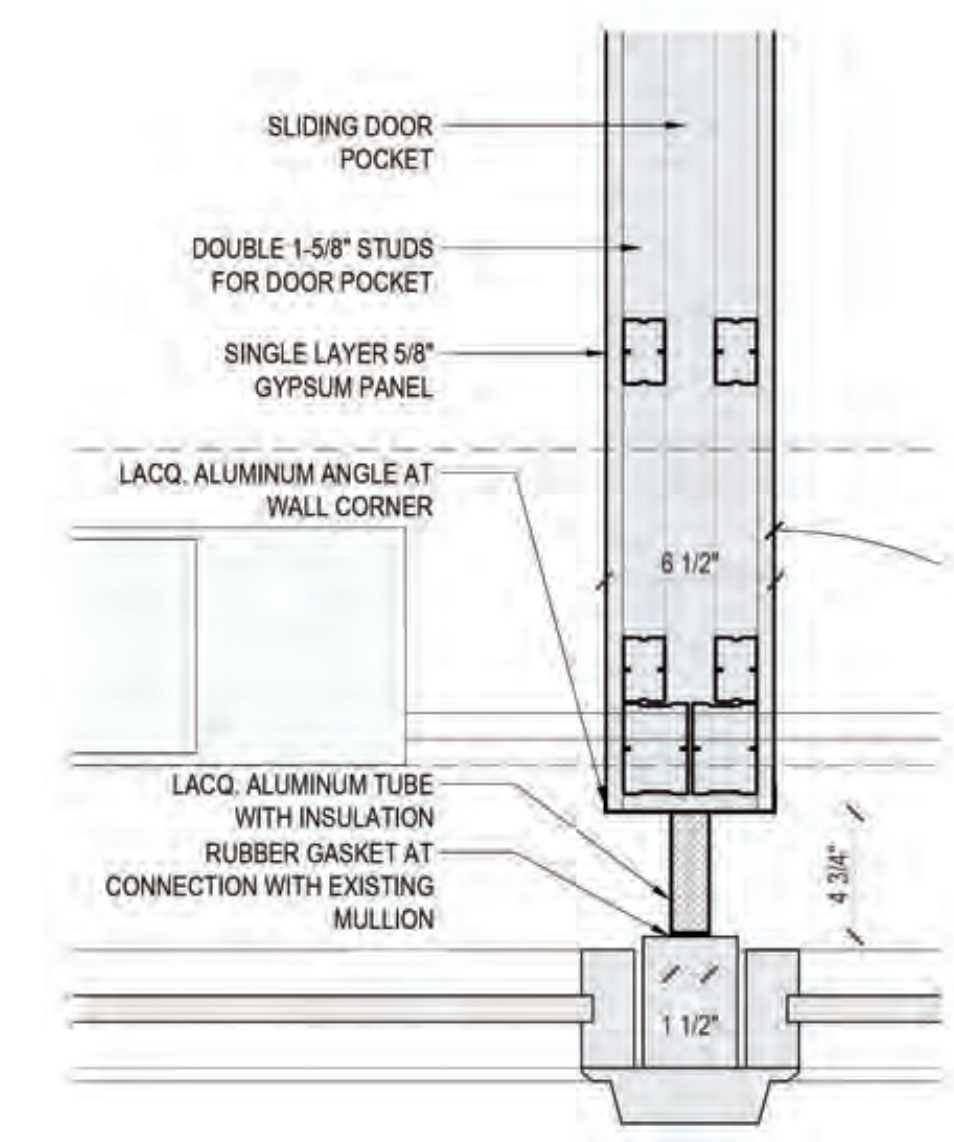 SLIDING DOOR
POCKET
DOUBLE 1-5/8" STUDS
FOR DOOR POCKET
SINGLE LAYER 5/8"
GYPSUM PANEL
LACQ. ALUMINUM ANGLE AT
WALL CORNER
6 1/2"
LACQ. ALUMINUM TUBE
WITH INSULATION
RUBBER GASKET AT
CONNECTION WITH EXISTING
MULLION
4 3/4"
1 1/2"